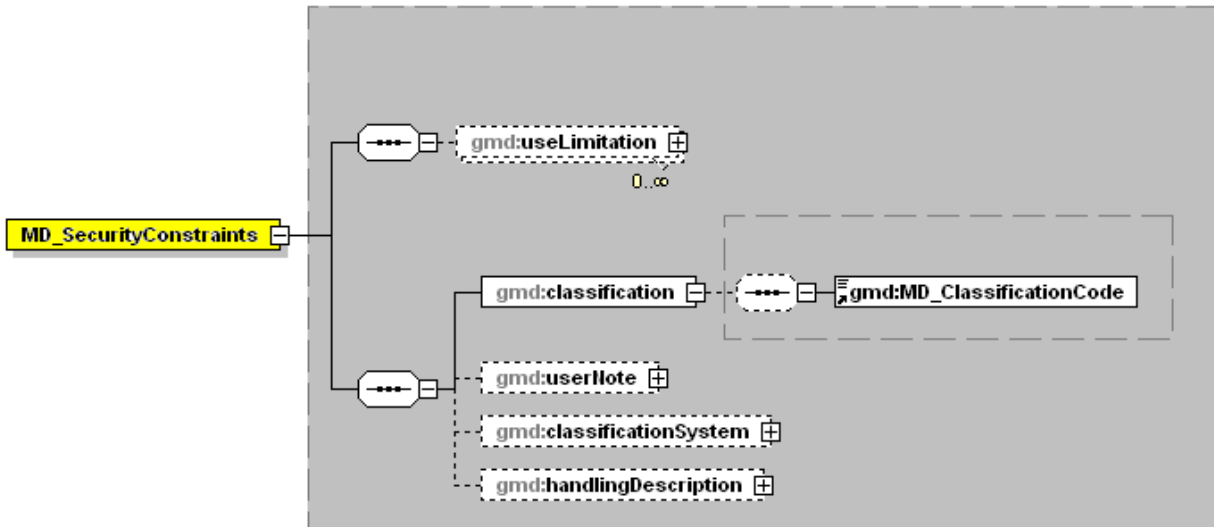 gmd:useLimitation
0..∞
MD_SecurityConstraints
gmd:classification
gmd:MD_ClassificationCode
gmd:userNote
gmd:classificationSystem
gmd:handlingDescription